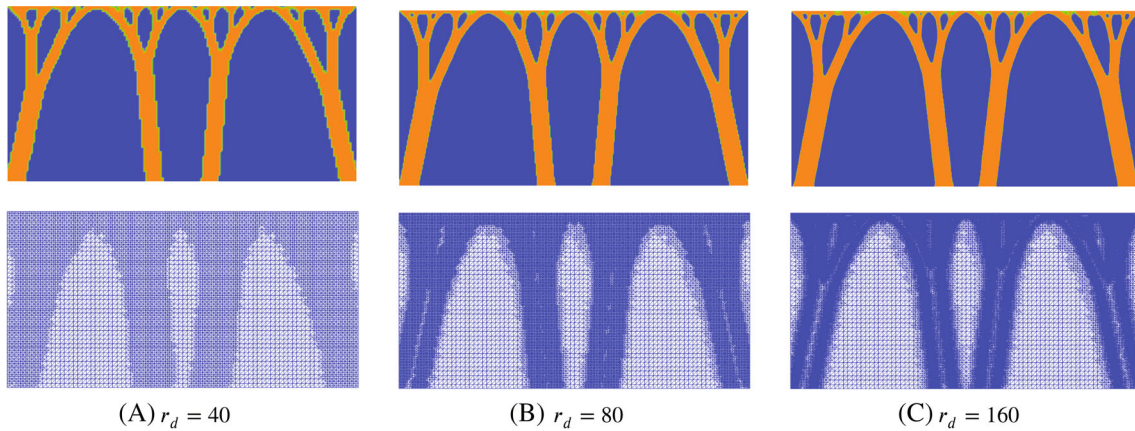 (A) r_d = 40
(B) r_d = 80
(C) r_d = 160